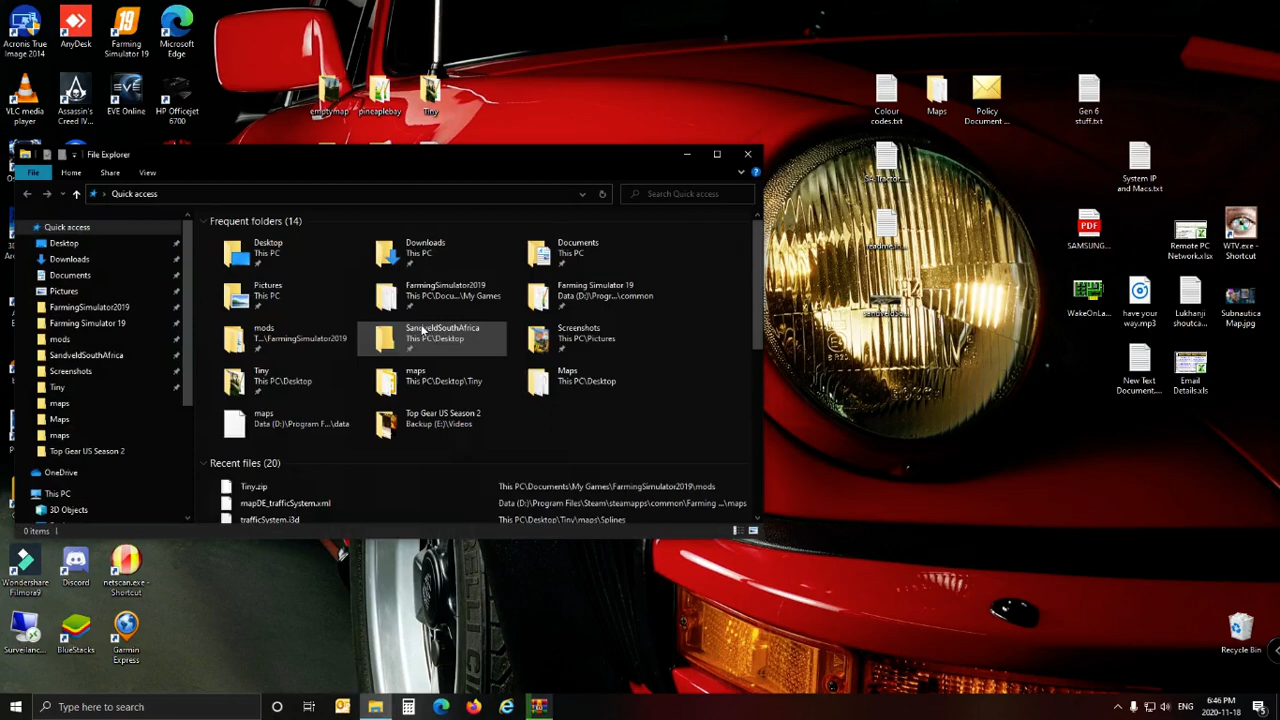 Acronis True
Image 2014
AnyDesk
Farming
Simulator 19
Microsoft
Edge
VLC media
player
Assassin's
Creed IV...
EVE Online
HP Officejet
6700
emptymap
pineaplebay
Tiny
Colour
codes.txt
Maps
Policy
Document ...
Gen 6
stuff.txt
System IP
and Macs.txt
SAMSUNG...
Remote PC
Network.xlsx
WTV.exe -
Shortcut
WakeOnLa...
have your
way.mp3
Lukhanji
shoutca...
Subnautica
Map.jpg
New Text
Document...
Email
Details.xls
File Explorer
File
Home
Share
View
Quick access
Search Quick access
Quick access
Desktop
Downloads
Documents
Pictures
FarmingSimulator2019
Farming Simulator 19
mods
SandveldSouthAfrica
Screenshots
Tiny
maps
Maps
maps
Top Gear US Season 2
OneDrive
This PC
3D Objects
Frequent folders (14)
Desktop
This PC
Downloads
This PC
Documents
This PC
Pictures
This PC
FarmingSimulator2019
This PC\Docu...\My Games
Farming Simulator 19
Data (D:)\Progr...\common
mods
T...\FarmingSimulator2019
SandveldSouthAfrica
This PC\Desktop
Screenshots
This PC\Pictures
Tiny
This PC\Desktop
maps
This PC\Desktop\Tiny
Maps
This PC\Desktop
maps
Data (D:)\Program F...\data
Top Gear US Season 2
Backup (E:)\Videos
Recent files (20)
Tiny.zip
This PC\Documents\My Games\FarmingSimulator2019\mods
mapDE_trafficSystem.xml
Data (D:)\Program Files\Steam\steamapps\common\Farming ...\maps
trafficSystem.i3d
This PC\Desktop\Tiny\maps\Splines
0 items
Wondershare
Filmora9
Discord
netscan.exe -
Shortcut
Surveilanc...
BlueStacks
Garmin
Express
Recycle Bin
Type here to search
ENG
6:46 PM
2020-11-18
5